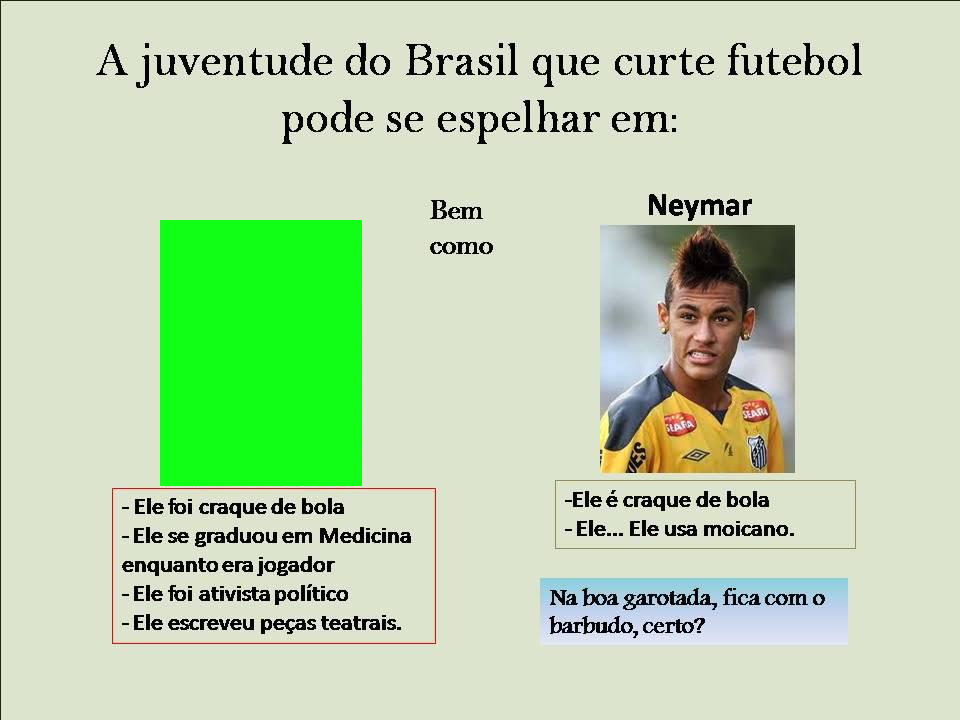 A juventude do Brasil que curte futebol
pode se espelhar em:
Bem
como
Neymar
SEARA
SEARA
- Ele foi craque de bola
- Ele se graduou em Medicina
enquanto era jogador
- Ele foi ativista político
- Ele escreveu peças teatrais.
-Ele é craque de bola
- Ele... Ele usa moicano.
Na boa garotada, fica com o
barbudo, certo?